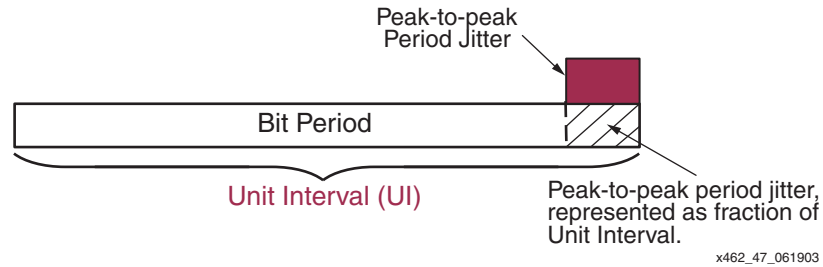 Peak-to-peak
Period Jitter
Bit Period
Unit Interval (UI)
Peak-to-peak period jitter,
represented as fraction of
Unit Interval.
x462_47_061903